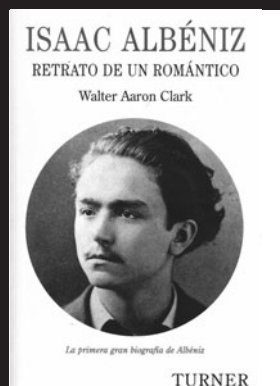 ISAAC ALBÉNIZ
RETRATO DE UN ROMÁNTICO
Walter Aaron Clark
La primera gran biografía de Albéniz
TURNER